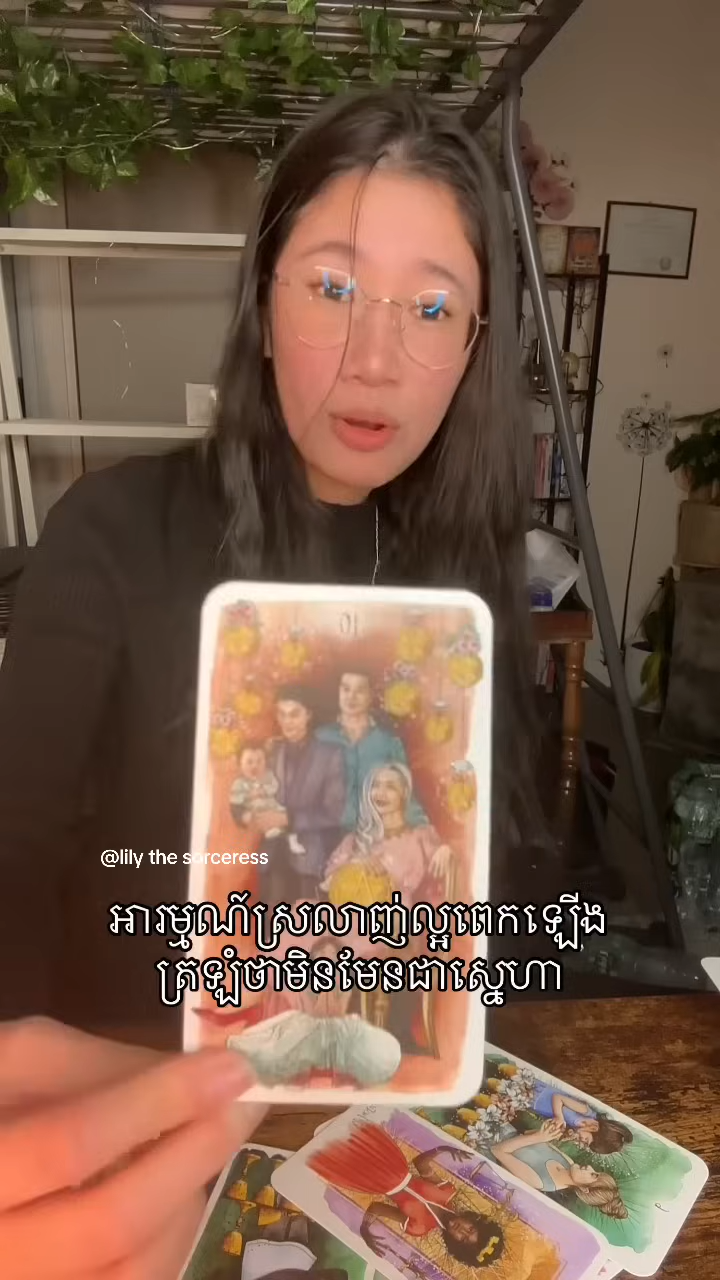 @lily the sorceress
អារម្មណ៍ស្រលាញ់ល្អពេកឡើង
ត្រឡំថាមិនមែនជាស្នេហា